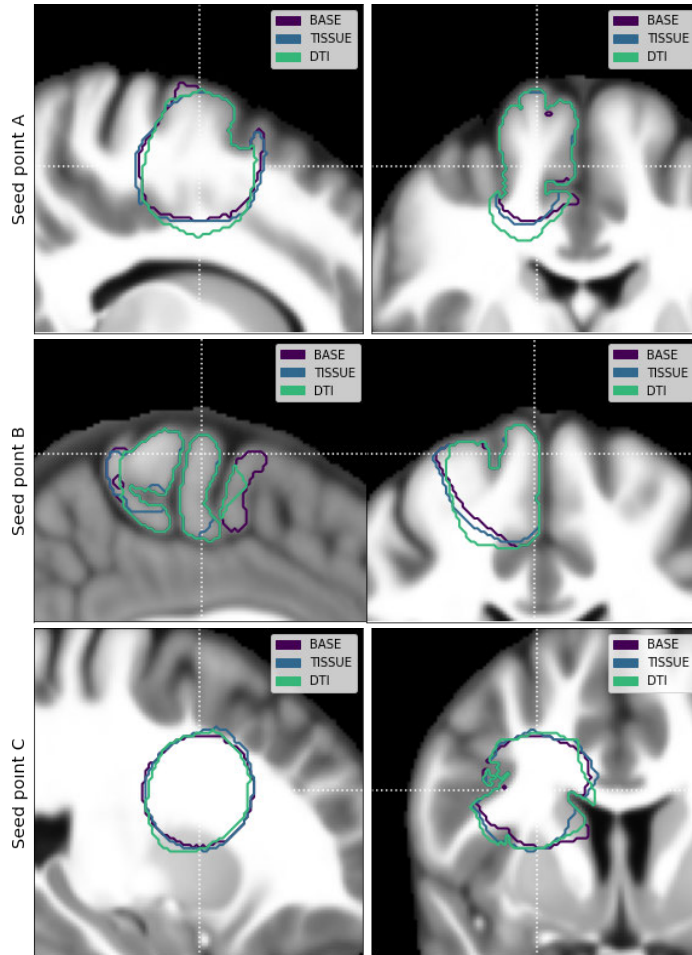 Seed point A
BASE
TISSUE
DTI
BASE
TISSUE
DTI
Seed point B
BASE
TISSUE
DTI
BASE
TISSUE
DTI
Seed point C
BASE
TISSUE
DTI
BASE
TISSUE
DTI